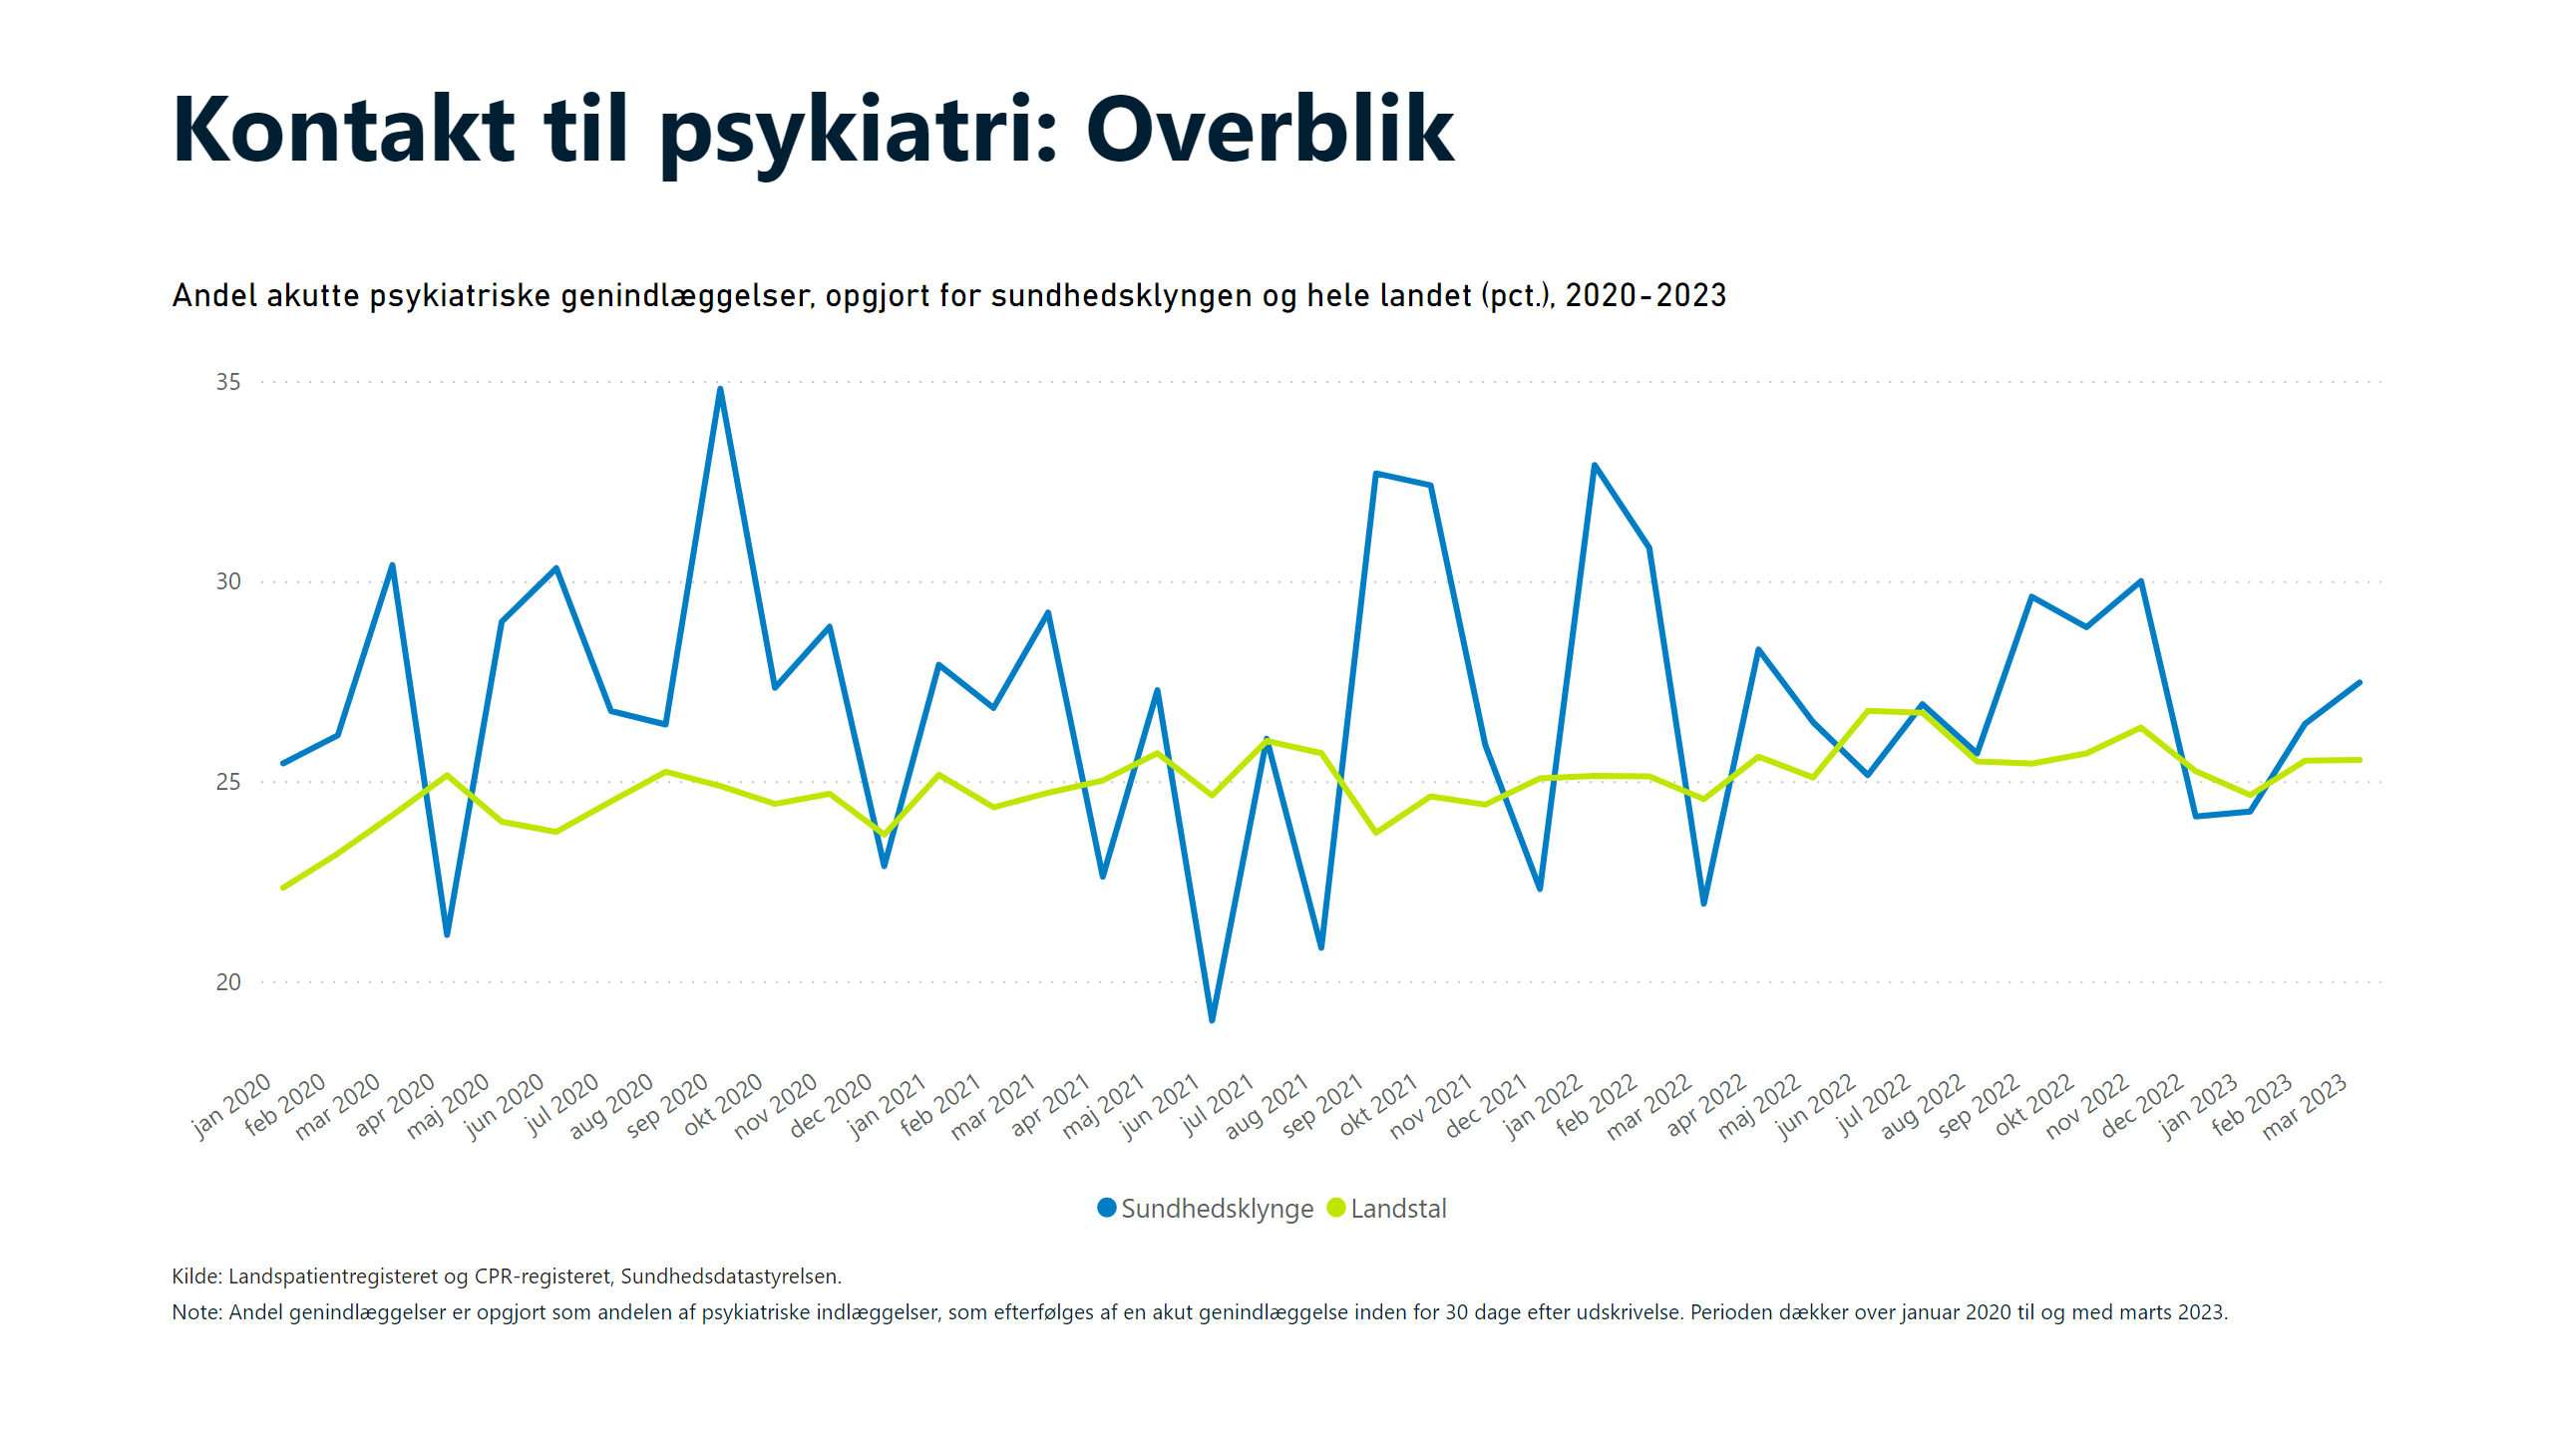 Kontakt til psykiatri: Overblik
Andel akutte psykiatriske genindlæggelser, opgjort for sundhedsklyngen og hele landet (pct.), 2020-2023
35
30
25
20
jan 2020
feb 2020
mar 2020
apr 2020
maj 2020
jun 2020
jul 2020
aug 2020
sep 2020
okt 2020
nov 2020
dec 2020
jan 2021
feb 2021
mar 2021
apr 2021
maj 2021
jun 2021
jul 2021
aug 2021
sep 2021
okt 2021
nov 2021
dec 2021
jan 2022
feb 2022
mar 2022
apr 2022
maj 2022
jun 2022
jul 2022
aug 2022
sep 2022
okt 2022
nov 2022
dec 2022
jan 2023
feb 2023
mar 2023
Sundhedsklynge Landstal
Kilde: Landspatientregisteret og CPR-registeret, Sundhedsdatastyrelsen.
Note: Andel genindlæggelser er opgjort som andelen af psykiatriske indlæggelser, som efterfølges af en akut genindlæggelse inden for 30 dage efter udskrivelse. Perioden dækker over januar 2020 til og med marts 2023.